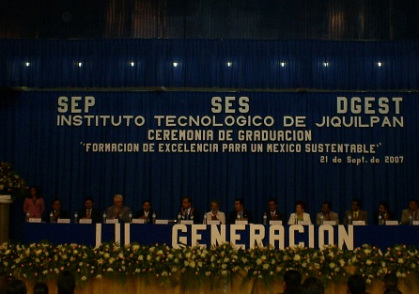 SEP SES DGEST
INSTITUTO TECNOLOGICO DE JIQUILPAN
CEREMONIA DE GRADUACION
"FORMACION DE EXCELENCIA PARA UN MEXICO SUSTENTABLE"
21 de Sept. de 2007
GENERACION